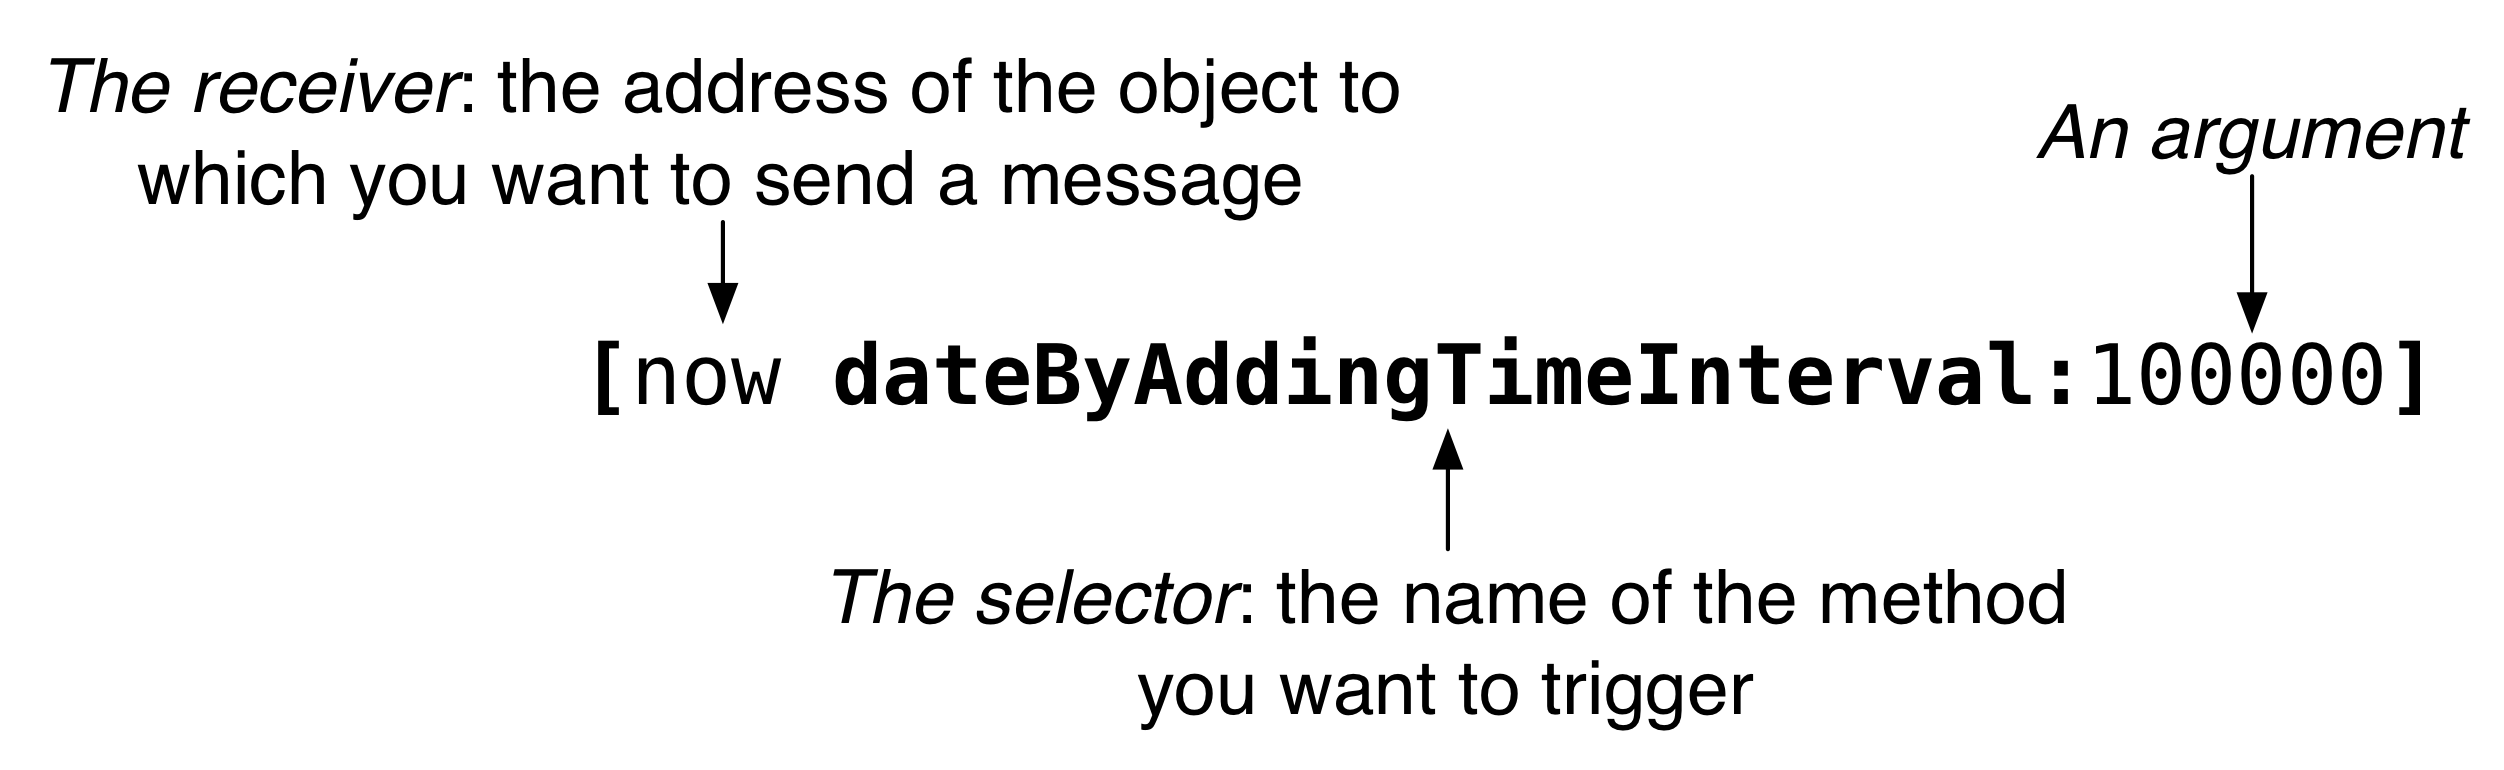 The receiver: the address of the object to
which you want to send a message
An argument
[now dateByAddingTimeInterval:100000]
The selector: the name of the method
you want to trigger